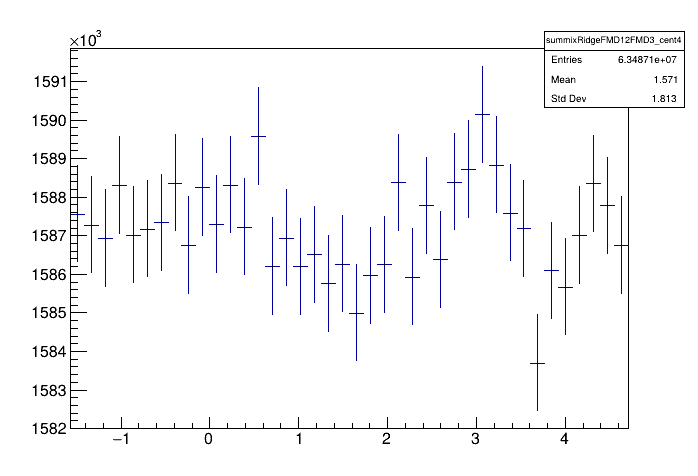 summixRidgeFMD12FMD3_cent4
Entries 6.34871e+07
Mean 1.571
Std Dev 1.813
×10³
1591
1590
1589
1588
1587
1586
1585
1584
1583
1582
−1 0 1 2 3 4